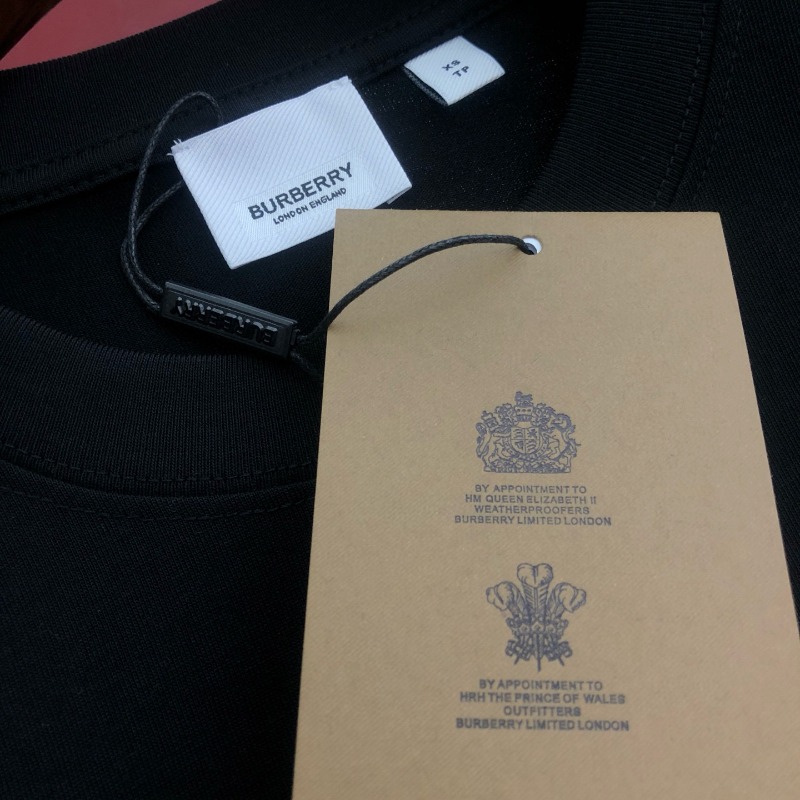 XS
TP
BURBERRY
LONDON ENGLAND
BURBERRY
BY APPOINTMENT TO
HM QUEEN ELIZABETH II
WEATHERPROOFERS
BURBERRY LIMITED LONDON
BY APPOINTMENT TO
HRH THE PRINCE OF WALES
OUTFITTERS
BURBERRY LIMITED LONDON